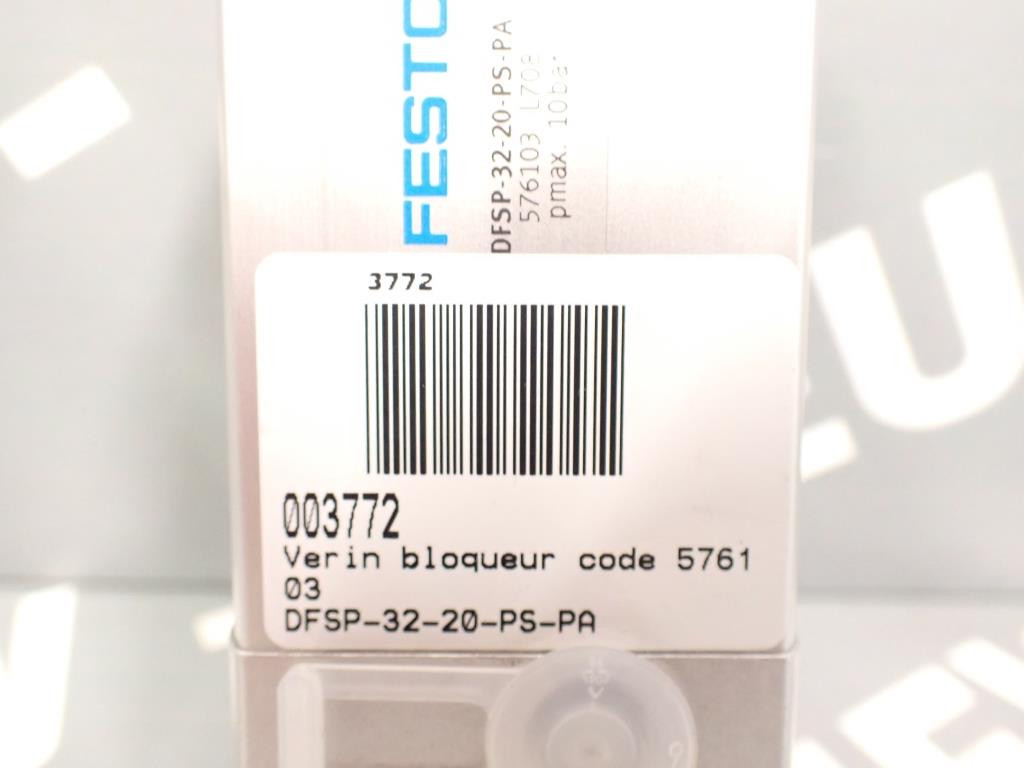 FESTO
DFSP-32-20-PS-PA
576103 L708
pmax. 10bar
3772
003772
Verin bloqueur code 5761
03
DFSP-32-20-PS-PA